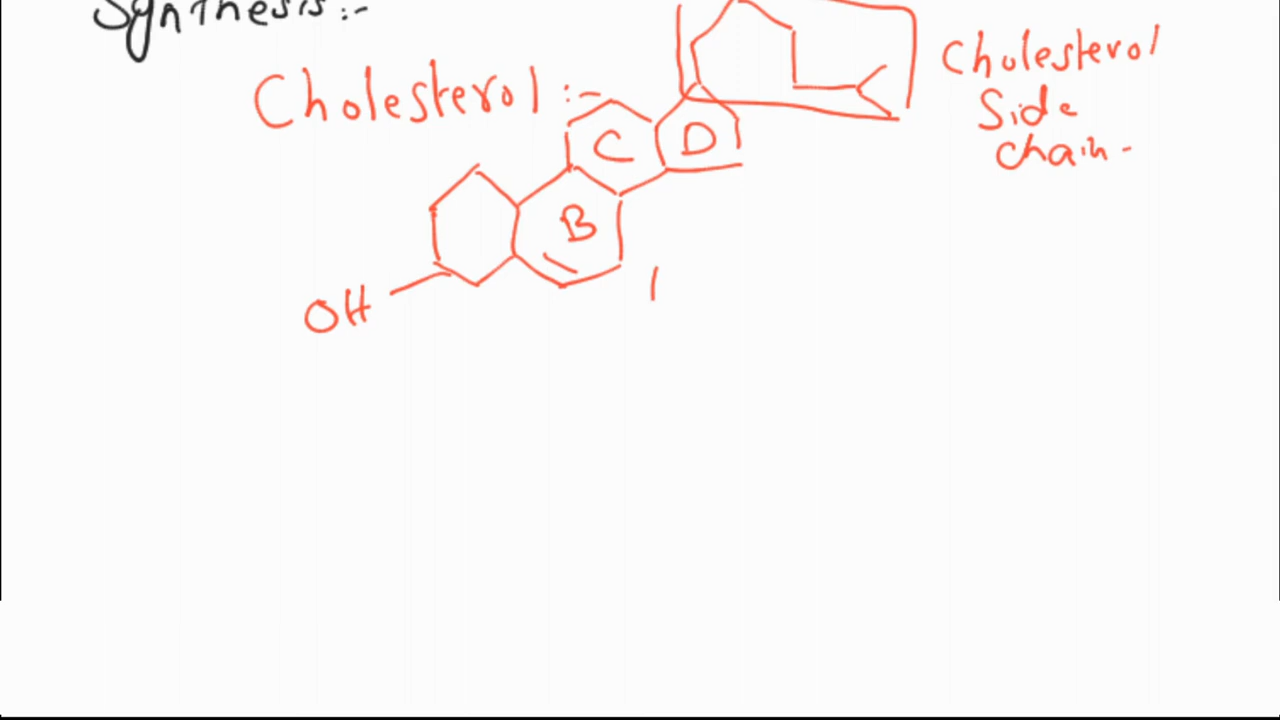 Synthesis:-
Cholesterol:-
Cholesterol
Side
chain-
C
D
B
OH